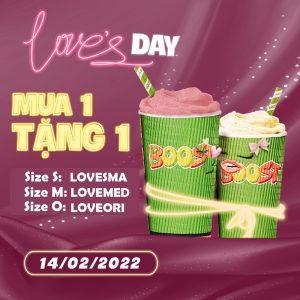 Love's DAY
MUA 1
TẶNG 1
Size S: LOVESMA
Size M: LOVEMED
Size O: LOVEORI
BOOST
BOOST
14/02/2022